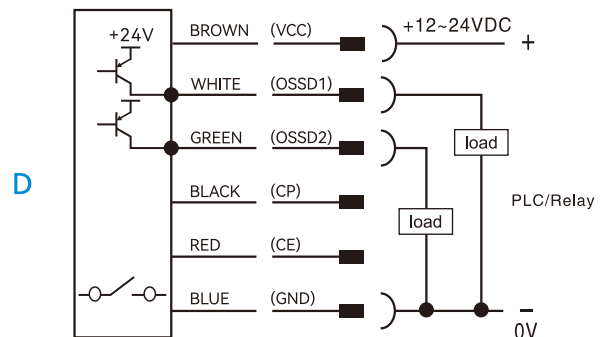 +24V
BROWN (VCC) +12~24VDC +
WHITE (OSSD1)
load
GREEN (OSSD2)
D
BLACK (CP)
load
PLC/Relay
RED (CE)
BLUE (GND) −
0V